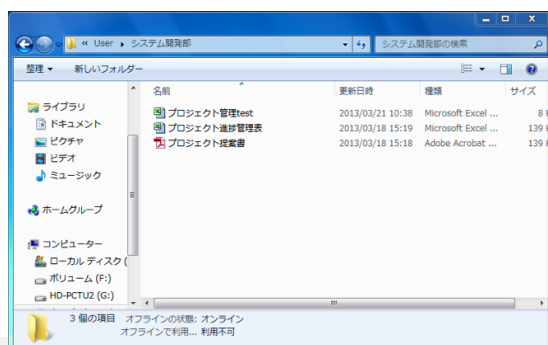 « User ▸ システム開発部
システム開発部の検索
整理 ▼ 新しいフォルダー
名前 更新日時 種類 サイズ
プロジェクト管理test 2013/03/21 10:38 Microsoft Excel ... 8
プロジェクト進捗管理表 2013/03/18 15:19 Microsoft Excel ... 139
プロジェクト提案書 2013/03/18 15:18 Adobe Acrobat ... 139
ライブラリ
ドキュメント
ピクチャ
ビデオ
ミュージック
ホームグループ
コンピューター
ローカル ディスク (
ボリューム (F:)
HD-PCTU2 (G:)
3 個の項目 オフラインの状態: オンライン
オフラインで利用... 利用不可